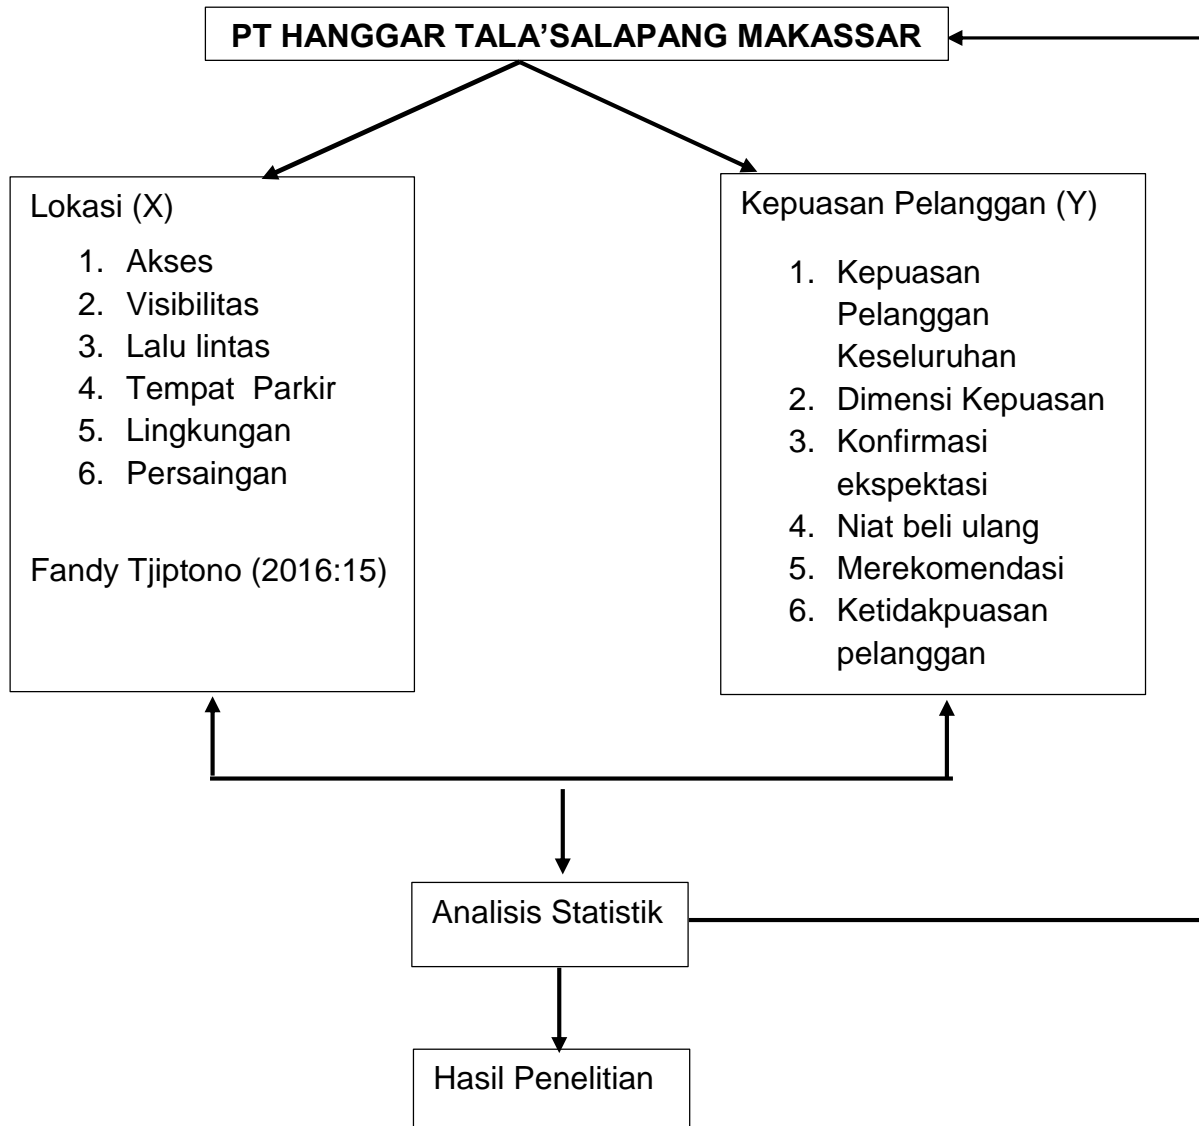 PT HANGGAR TALA’SALAPANG MAKASSAR
Lokasi (X)
1. Akses
2. Visibilitas
3. Lalu lintas
4. Tempat Parkir
5. Lingkungan
6. Persaingan
Fandy Tjiptono (2016:15)
Kepuasan Pelanggan (Y)
1. Kepuasan
Pelanggan
Keseluruhan
2. Dimensi Kepuasan
3. Konfirmasi
ekspektasi
4. Niat beli ulang
5. Merekomendasi
6. Ketidakpuasan
pelanggan
Analisis Statistik
Hasil Penelitian